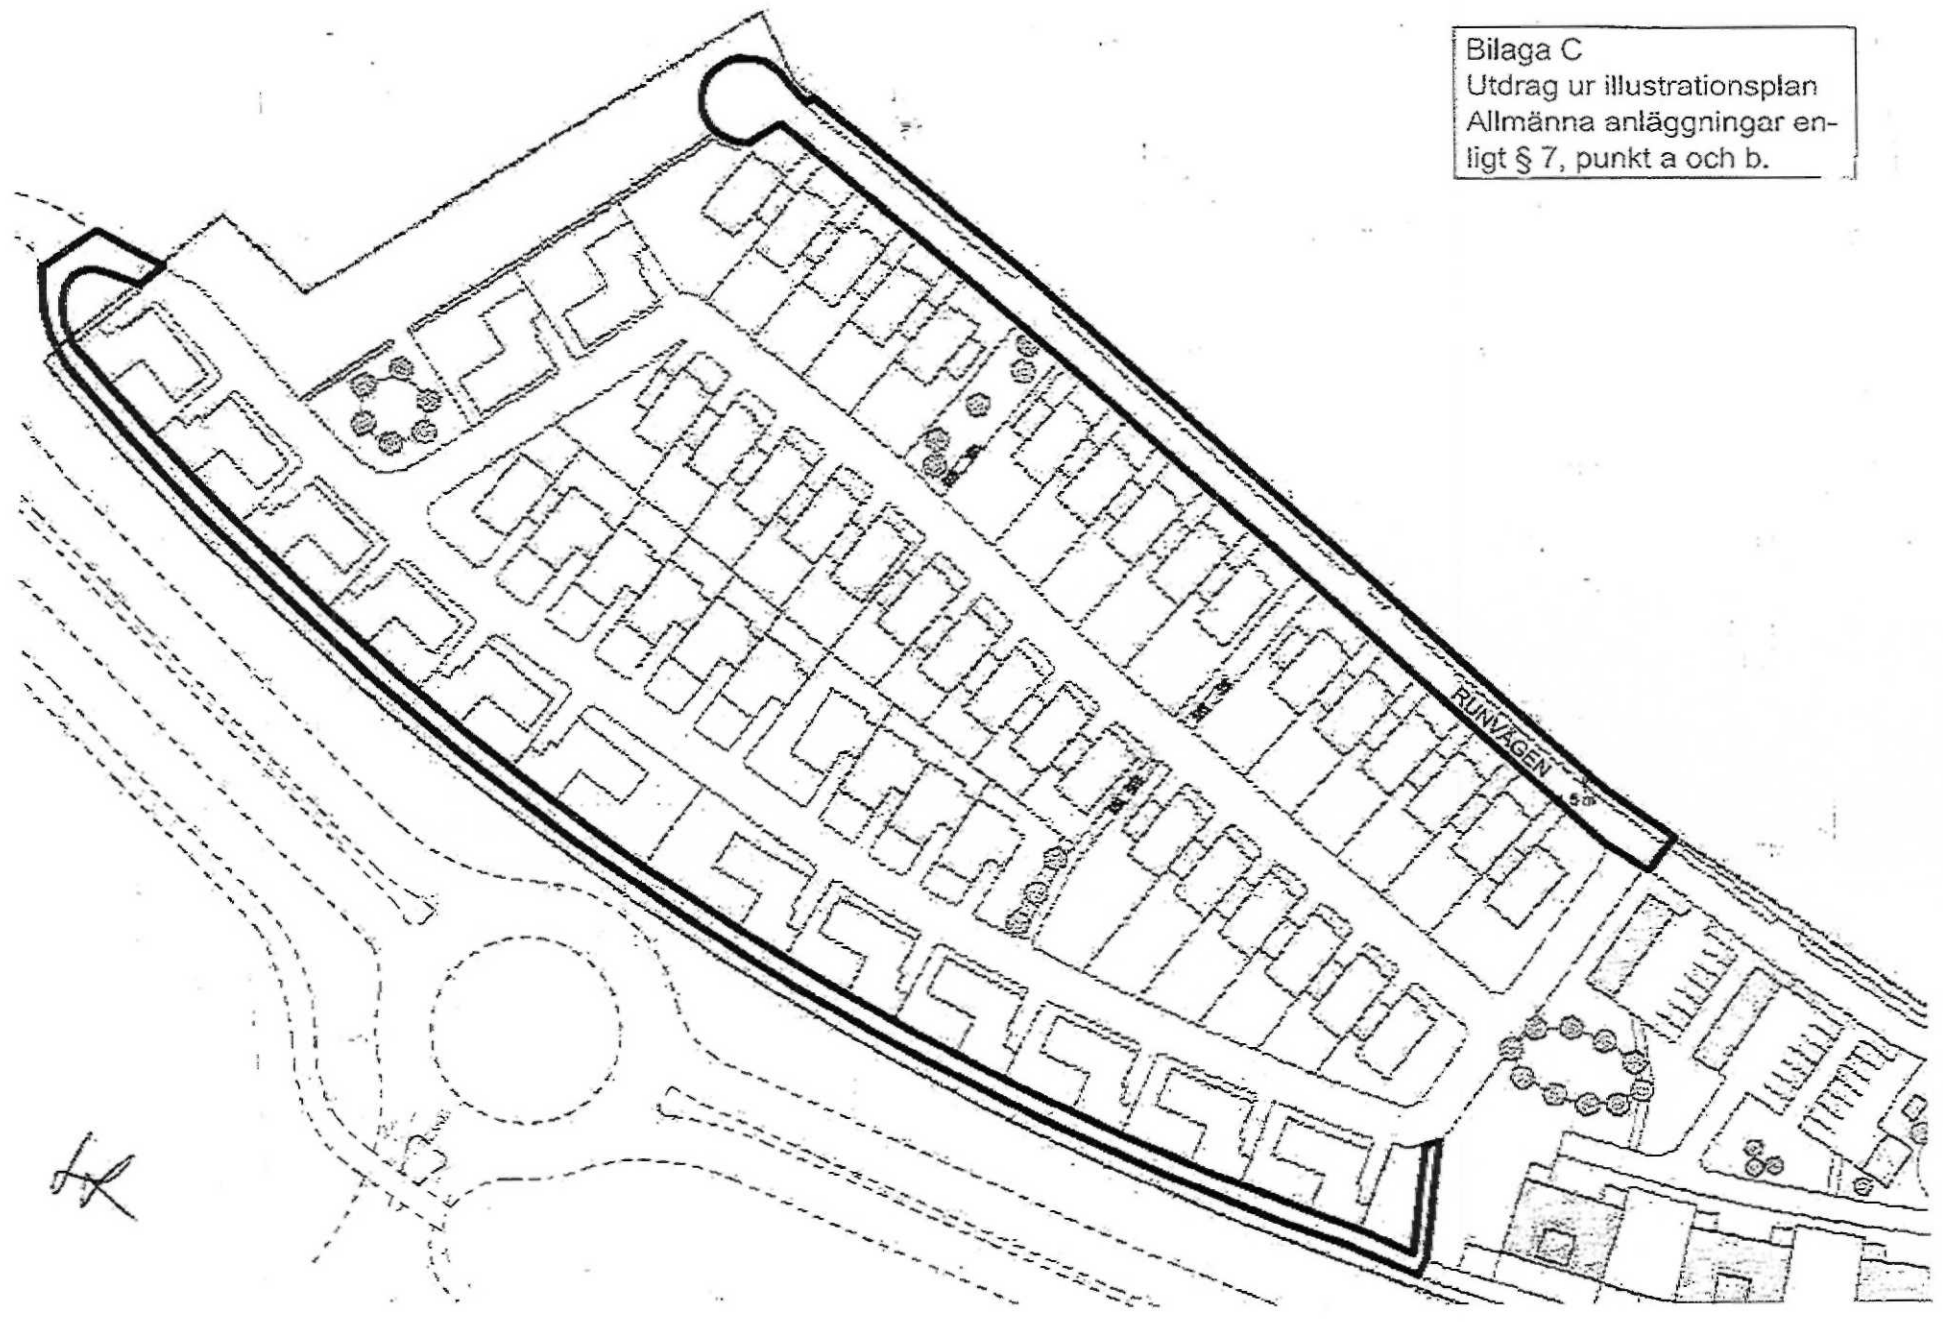 Bilaga C
Utdrag ur illustrationsplan
Allmänna anläggningar en-
ligt § 7, punkt a och b.
RUNVÄGEN